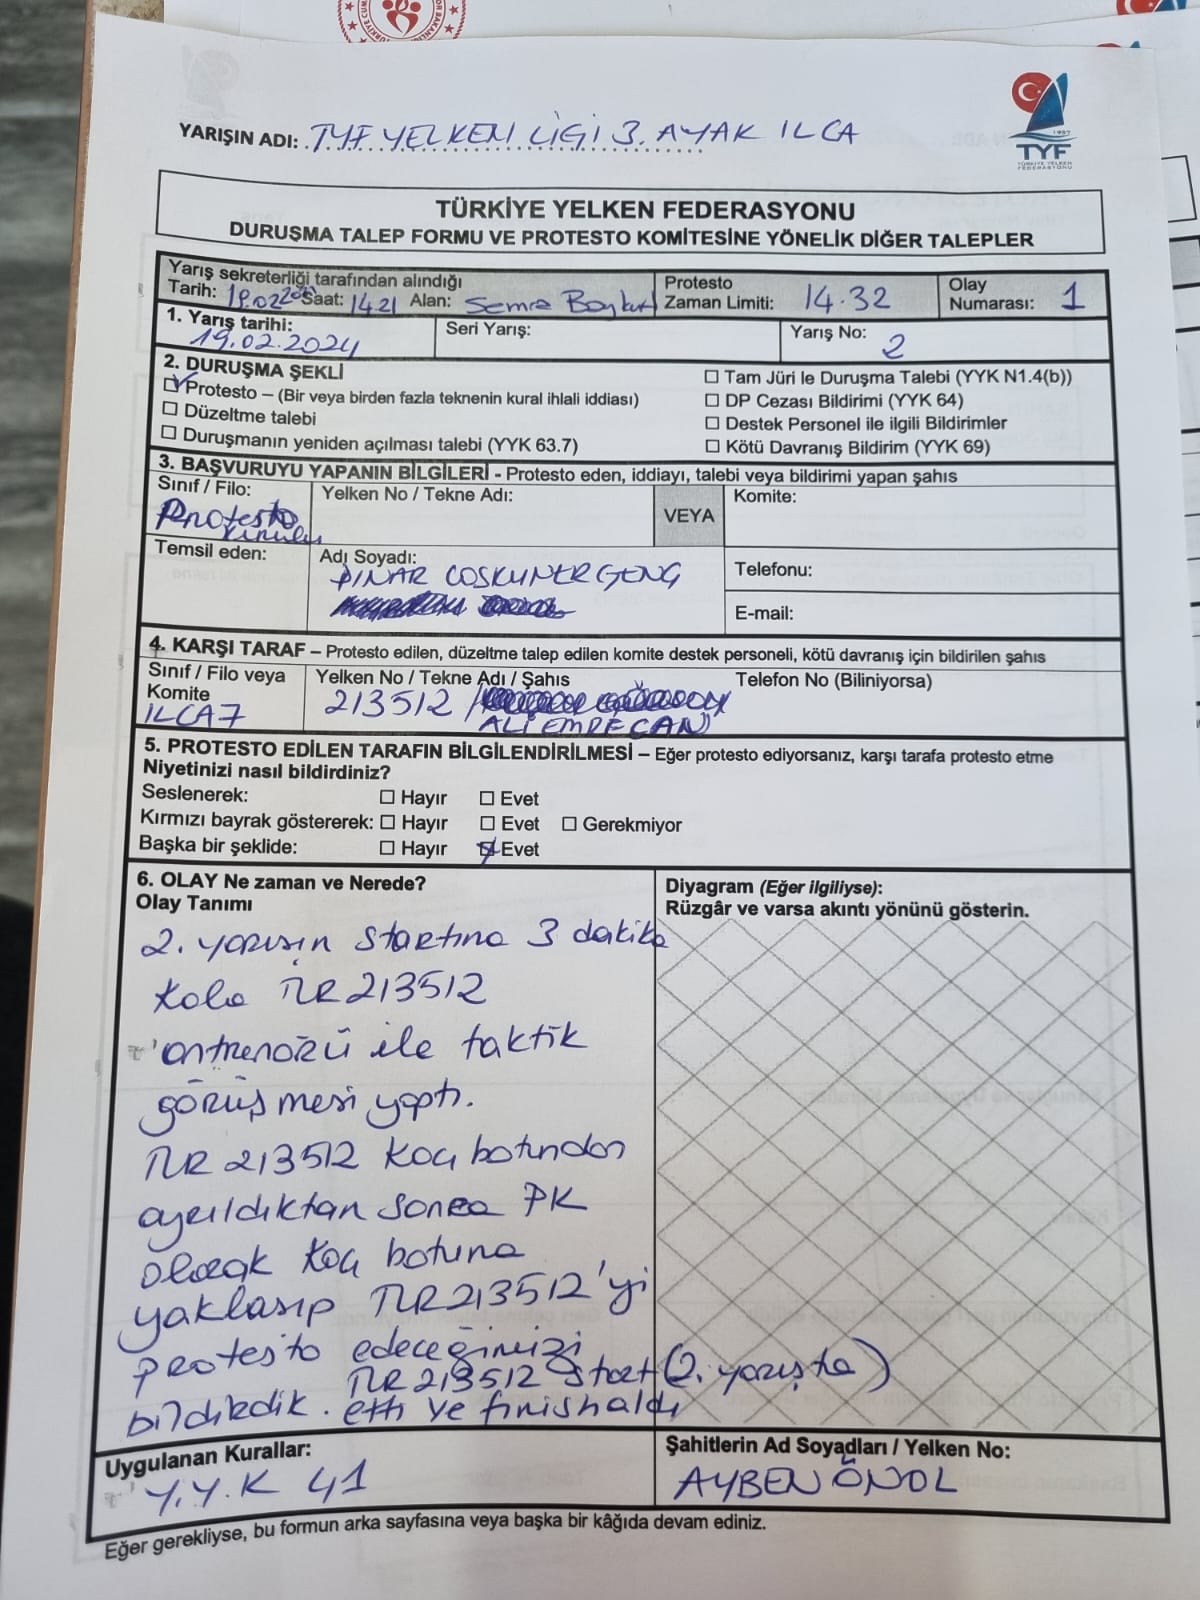 YARIŞIN ADI: TYF YELKEN LİGİ 3. AYAK ILCA
1957
TYF
TÜRKİYE YELKEN
FEDERASYONU
TÜRKİYE YELKEN FEDERASYONU
DURUŞMA TALEP FORMU VE PROTESTO KOMİTESİNE YÖNELİK DİĞER TALEPLER
Yarış sekreterliği tarafından alındığı
Tarih: 19.02.20 Saat: 14.21 Alan: Semra Boykut
Protesto
Zaman Limiti: 14.32
Olay
Numarası: 1
1. Yarış tarihi:
19.02.2024
Seri Yarış:
Yarış No: 2
2. DURUŞMA ŞEKLİ
Protesto – (Bir veya birden fazla teknenin kural ihlali iddiası)
Düzeltme talebi
Duruşmanın yeniden açılması talebi (YYK 63.7)
Tam Jüri le Duruşma Talebi (YYK N1.4(b))
DP Cezası Bildirimi (YYK 64)
Destek Personel ile ilgili Bildirimler
Kötü Davranış Bildirim (YYK 69)
3. BAŞVURUYU YAPANIN BİLGİLERİ - Protesto eden, iddiayı, talebi veya bildirimi yapan şahıs
Sınıf / Filo:
Protesto
kurulu
Yelken No / Tekne Adı:
VEYA
Komite:
Temsil eden:
Adı Soyadı:
PINAR COSKUNER GENÇ
Telefonu:
E-mail:
4. KARŞI TARAF – Protesto edilen, düzeltme talep edilen komite destek personeli, kötü davranış için bildirilen şahıs
Sınıf / Filo veya
Komite
ILCA7
Yelken No / Tekne Adı / Şahıs
213512 /
ALİ EMRE CAN
Telefon No (Biliniyorsa)
5. PROTESTO EDİLEN TARAFIN BİLGİLENDİRİLMESİ – Eğer protesto ediyorsanız, karşı tarafa protesto etme
Niyetinizi nasıl bildirdiniz?
Seslenerek: Hayır Evet
Kırmızı bayrak göstererek: Hayır Evet Gerekmiyor
Başka bir şeklide: Hayır Evet
6. OLAY Ne zaman ve Nerede?
Olay Tanımı
2. yarışın startına 3 dakika
kala TUR 213512
antrenörü ile taktik
görüşmesi yaptı.
TUR 213512 Koç botundan
ayrıldıktan sonra PK
olarak Koç botuna
yaklasıp TUR 213512'yi
protesto edeceğimizi
TUR 213512 start (2. yarışta)
bildirdik. etti ve finishaldı
Diyagram (Eğer ilgiliyse):
Rüzgâr ve varsa akıntı yönünü gösterin.
Uygulanan Kurallar:
Y.Y.K 41
Şahitlerin Ad Soyadları / Yelken No:
AYBEN ÖNOL
Eğer gerekliyse, bu formun arka sayfasına veya başka bir kâğıda devam ediniz.